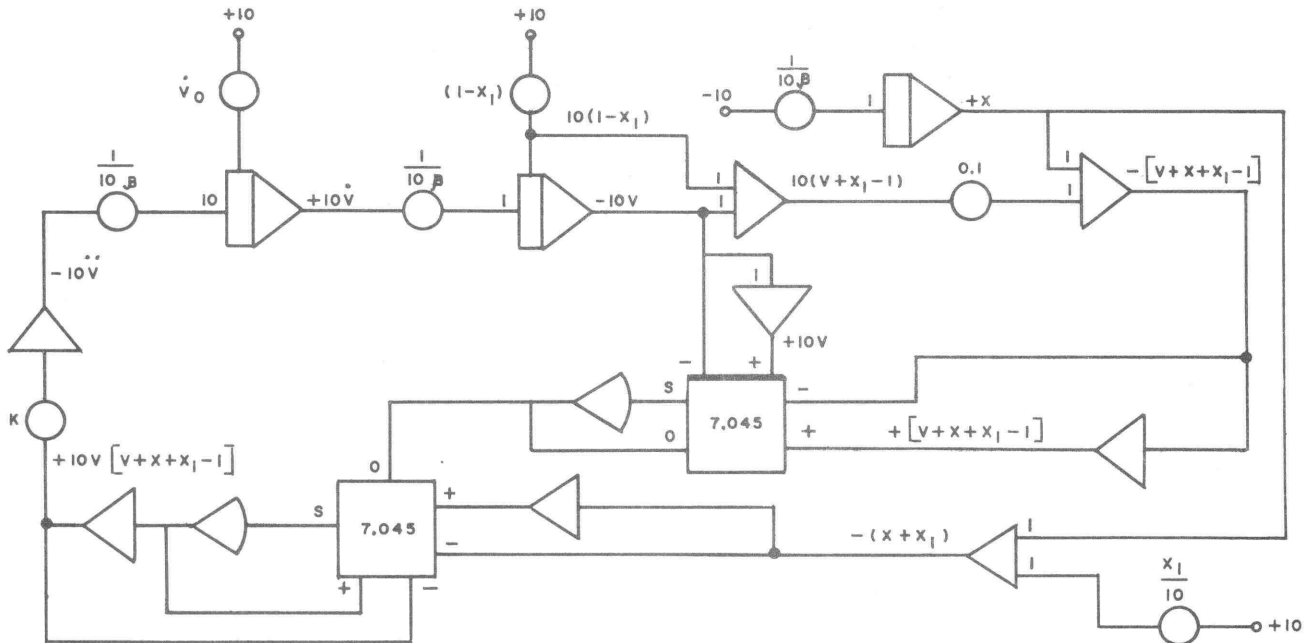 +10
+10
V̇₀
(1-X₁)
1
10β
-10
1
+X
10(1-X₁)
1
10β
10
+10V̇
1
10β
1
-10V
1
1
10(V+X₁-1)
0.1
1
1
-[V+X+X₁-1]
-10V̈
1
+10V
-
+
S
-
7.045
O
+
+[V+X+X₁-1]
K
+10V[V+X+X₁-1]
O
S
7.045
+
-
+
-
-(X+X₁)
1
1
X₁
10
+10